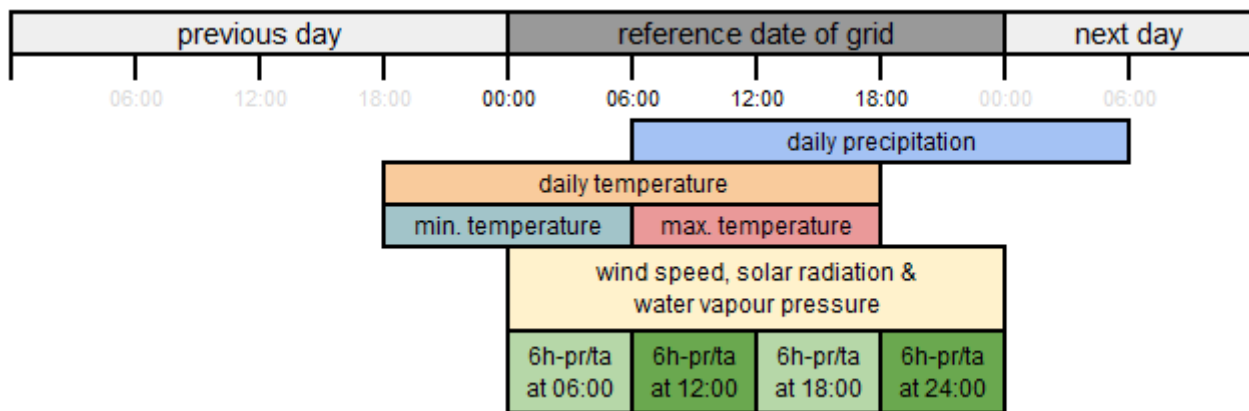 previous day reference date of grid next day
06:00 12:00 18:00 00:00 06:00 12:00 18:00 00:00 06:00
daily precipitation
daily temperature
min. temperature max. temperature
wind speed, solar radiation &
water vapour pressure
6h-pr/ta 6h-pr/ta 6h-pr/ta 6h-pr/ta
at 06:00 at 12:00 at 18:00 at 24:00